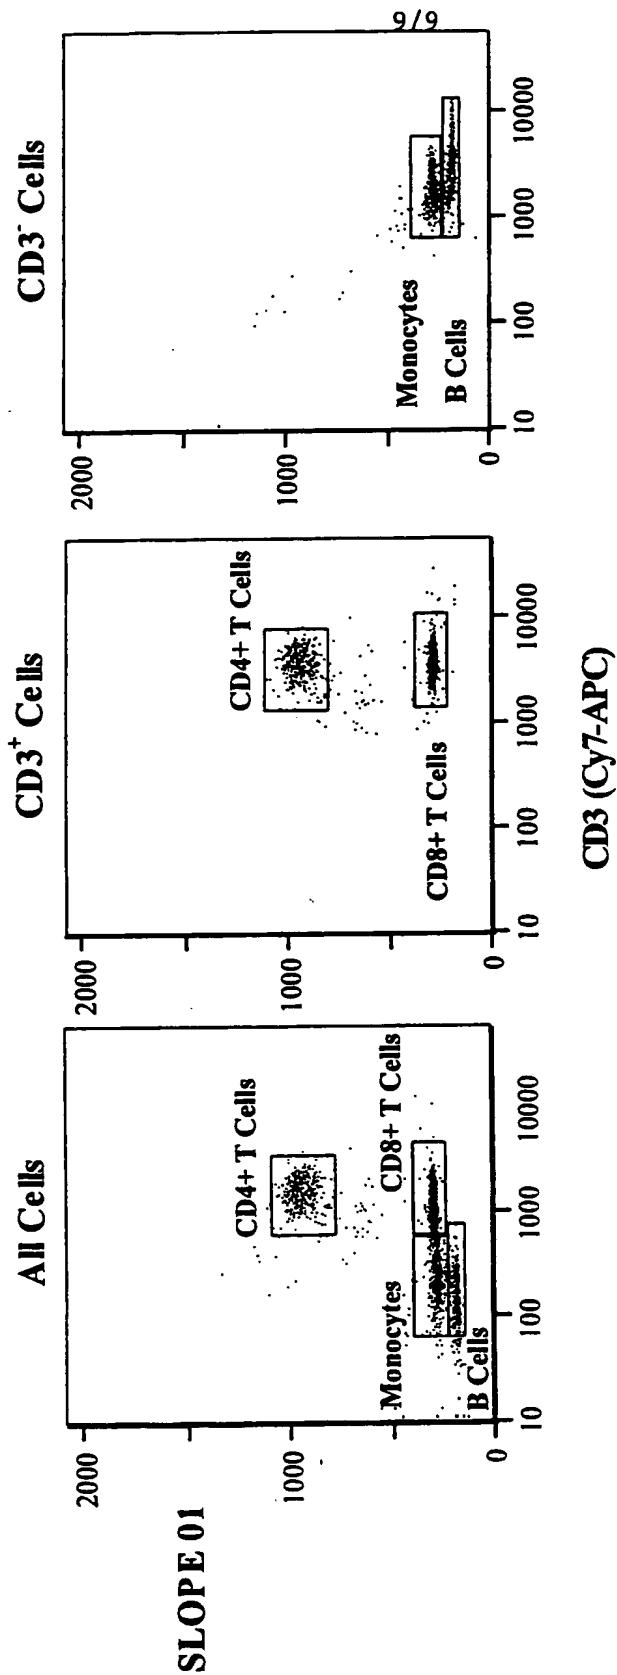 6/6
All Cells
2000
1000
0
SLOPE 01
CD4+ T Cells
CD8+ T Cells
Monocytes
B Cells
10
100
1000
10000
CD3⁺ Cells
2000
1000
0
CD4+ T Cells
CD8+ T Cells
10
100
1000
10000
CD3⁻ Cells
2000
1000
0
Monocytes
B Cells
10
100
1000
10000
CD3 (Cy7-APC)